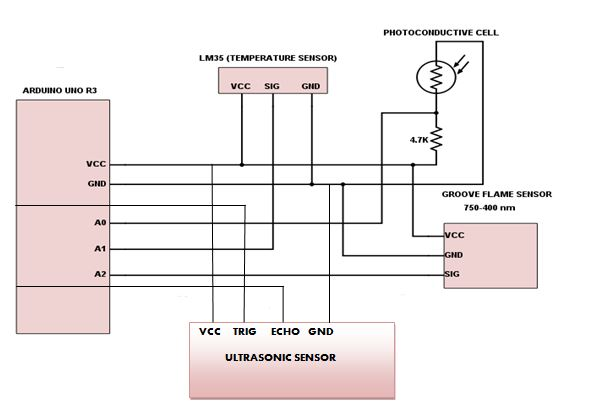 PHOTOCONDUCTIVE CELL
LM35 (TEMPERATURE SENSOR)
VCC SIG GND
ARDUINO UNO R3
4.7K
VCC
GND
GROOVE FLAME SENSOR
750-400 nm
A0
VCC
A1
GND
A2
SIG
VCC TRIG ECHO GND
ULTRASONIC SENSOR